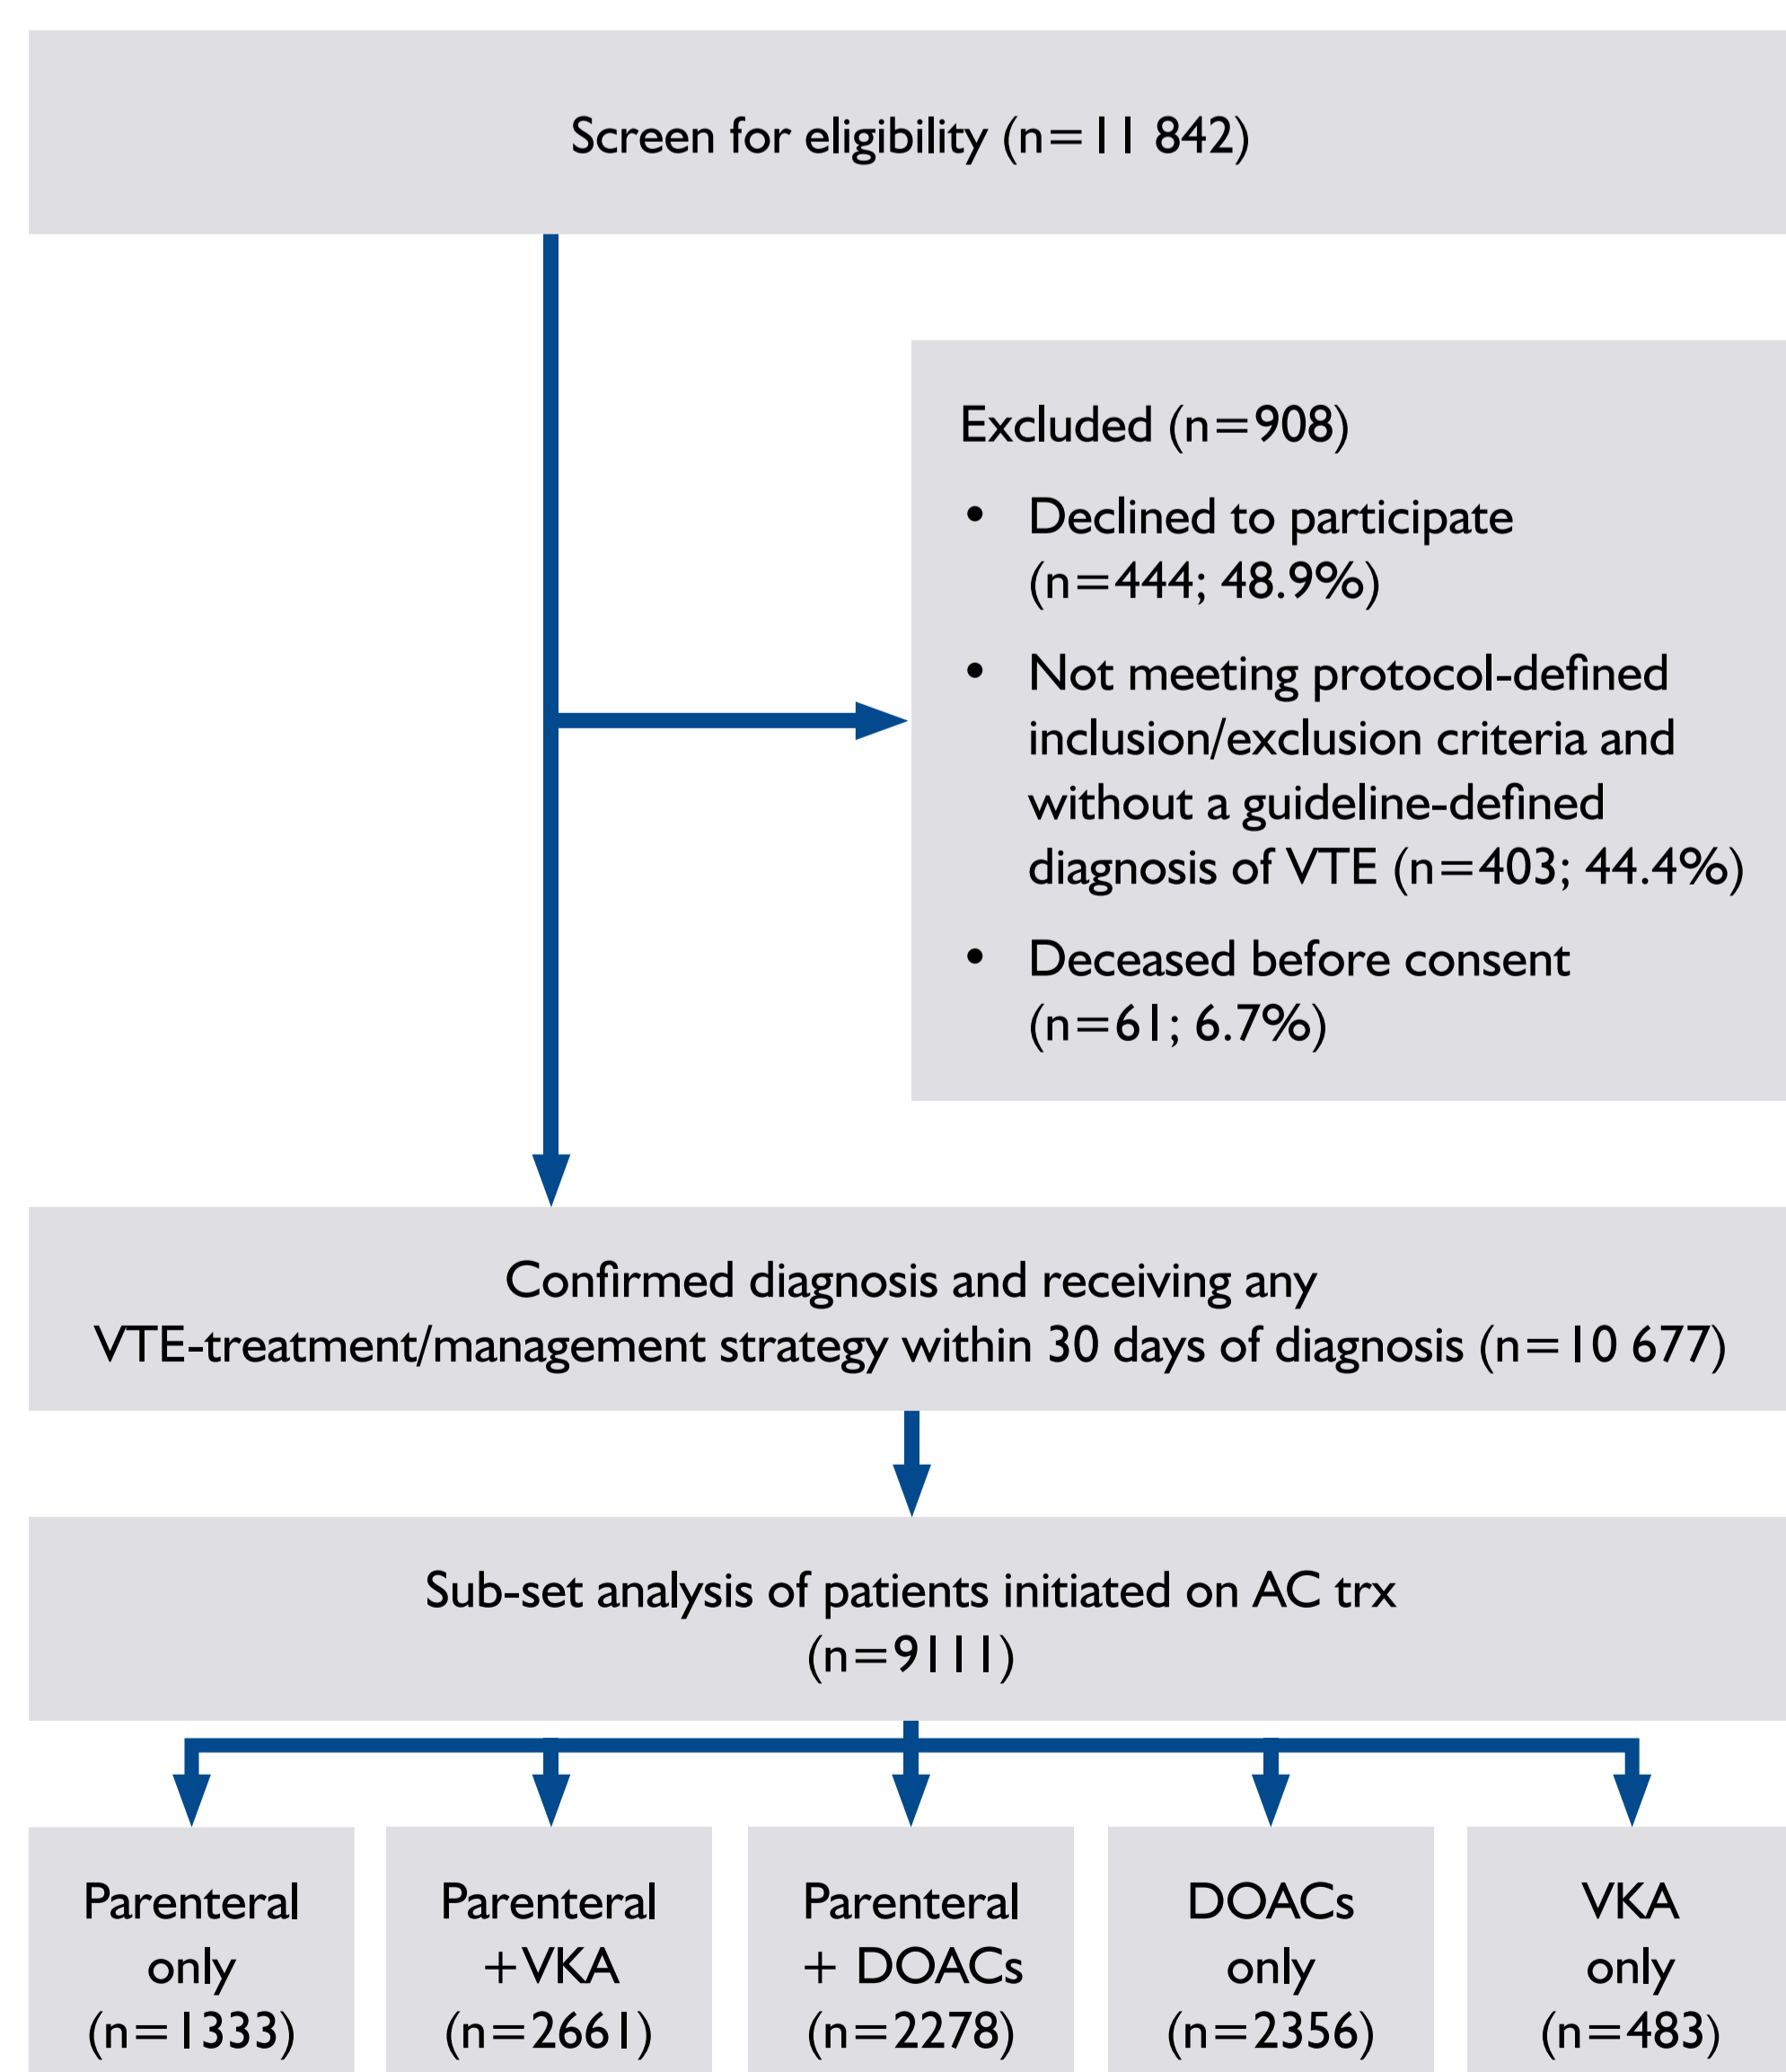 Screen for eligibility (n=11 842)
Excluded (n=908)
• Declined to participate
(n=444; 48.9%)
• Not meeting protocol-defined
inclusion/exclusion criteria and
without a guideline-defined
diagnosis of VTE (n=403; 44.4%)
• Deceased before consent
(n=61; 6.7%)
Confirmed diagnosis and receiving any
VTE-treatment/management strategy within 30 days of diagnosis (n=10 677)
Sub-set analysis of patients initiated on AC trx
(n=9111)
Parenteral
only
(n=1333)
Parenteral
+VKA
(n=2661)
Parenteral
+ DOACs
(n=2278)
DOACs
only
(n=2356)
VKA
only
(n=483)